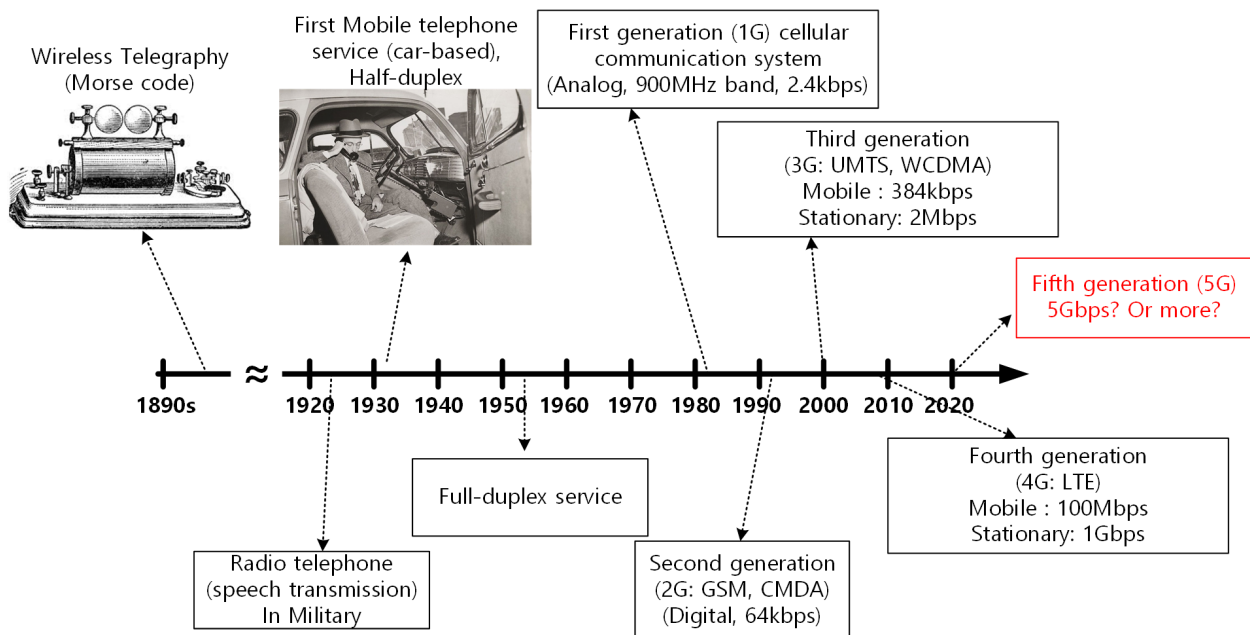 Wireless Telegraphy
(Morse code)
First Mobile telephone
service (car-based),
Half-duplex
First generation (1G) cellular
communication system
(Analog, 900MHz band, 2.4kbps)
Third generation
(3G: UMTS, WCDMA)
Mobile : 384kbps
Stationary: 2Mbps
Fifth generation (5G)
5Gbps? Or more?
≈
1890s
1920
1930
1940
1950
1960
1970
1980
1990
2000
2010
2020
Radio telephone
(speech transmission)
In Military
Full-duplex service
Second generation
(2G: GSM, CMDA)
(Digital, 64kbps)
Fourth generation
(4G: LTE)
Mobile : 100Mbps
Stationary: 1Gbps